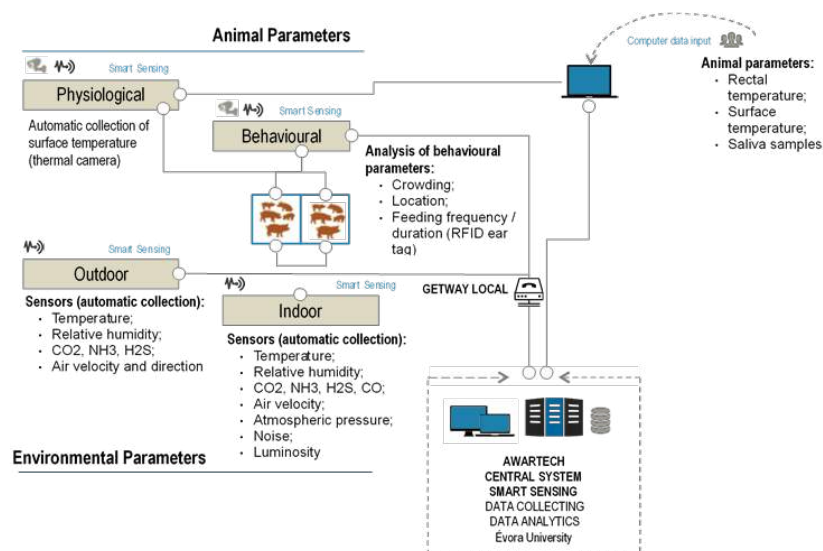 Animal Parameters
Smart Sensing
Physiological
Automatic collection of
surface temperature
(thermal camera)
Smart Sensing
Behavioural
Analysis of behavioural
parameters:
• Crowding;
• Location;
• Feeding frequency /
duration (RFID ear
tag)
Computer data input
Animal parameters:
• Rectal
temperature;
• Surface
temperature;
• Saliva samples
Smart Sensing
Outdoor
Sensors (automatic collection):
• Temperature;
• Relative humidity;
• CO2, NH3, H2S;
• Air velocity and direction
Smart Sensing
Indoor
Sensors (automatic collection):
• Temperature;
• Relative humidity;
• CO2, NH3, H2S, CO;
• Air velocity;
• Atmospheric pressure;
• Noise;
• Luminosity
GETWAY LOCAL
Environmental Parameters
AWARTECH
CENTRAL SYSTEM
SMART SENSING
DATA COLLECTING
DATA ANALYTICS
Évora University